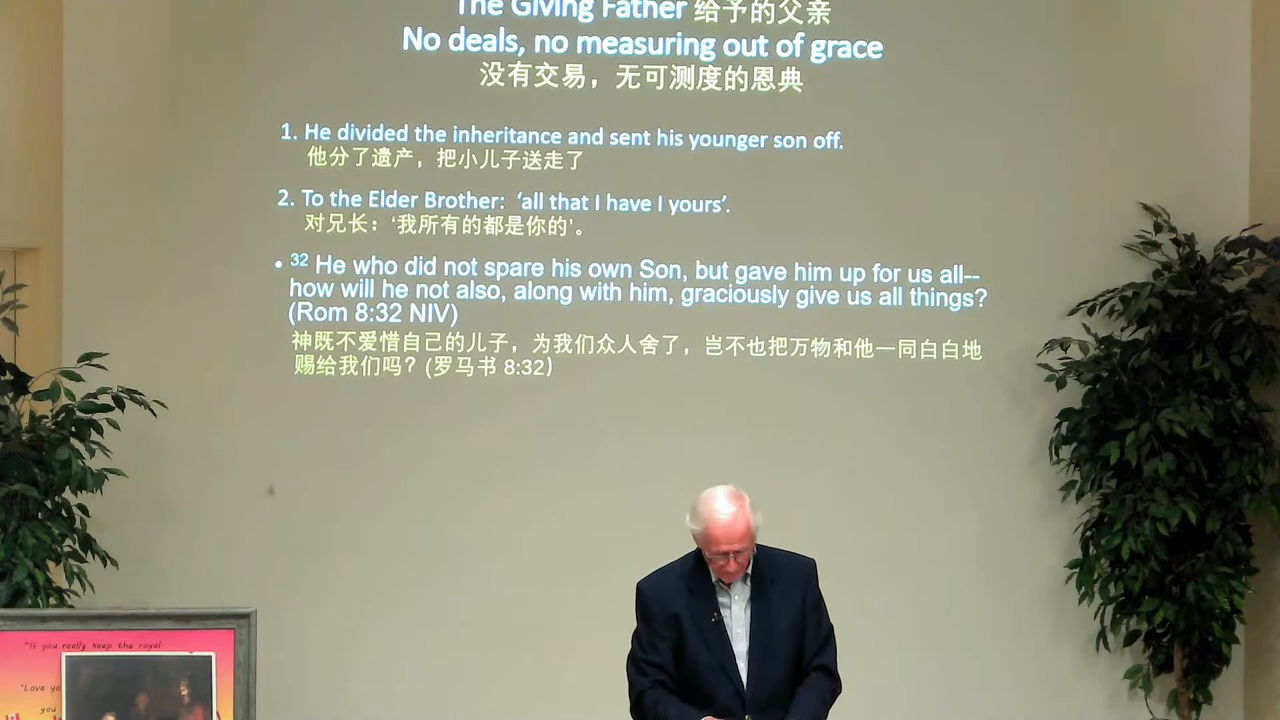 The Giving Father 给予的父亲
No deals, no measuring out of grace
没有交易，无可测度的恩典
1. He divided the inheritance and sent his younger son off.
他分了遗产，把小儿子送走了
2. To the Elder Brother: ‘all that I have I yours’.
对兄长：‘我所有的都是你的’。
• 32 He who did not spare his own Son, but gave him up for us all--
how will he not also, along with him, graciously give us all things?
(Rom 8:32 NIV)
神既不爱惜自己的儿子，为我们众人舍了，岂不也把万物和他一同白白地
赐给我们吗？(罗马书 8:32)
"If you really keep the royal
"Love yo
you